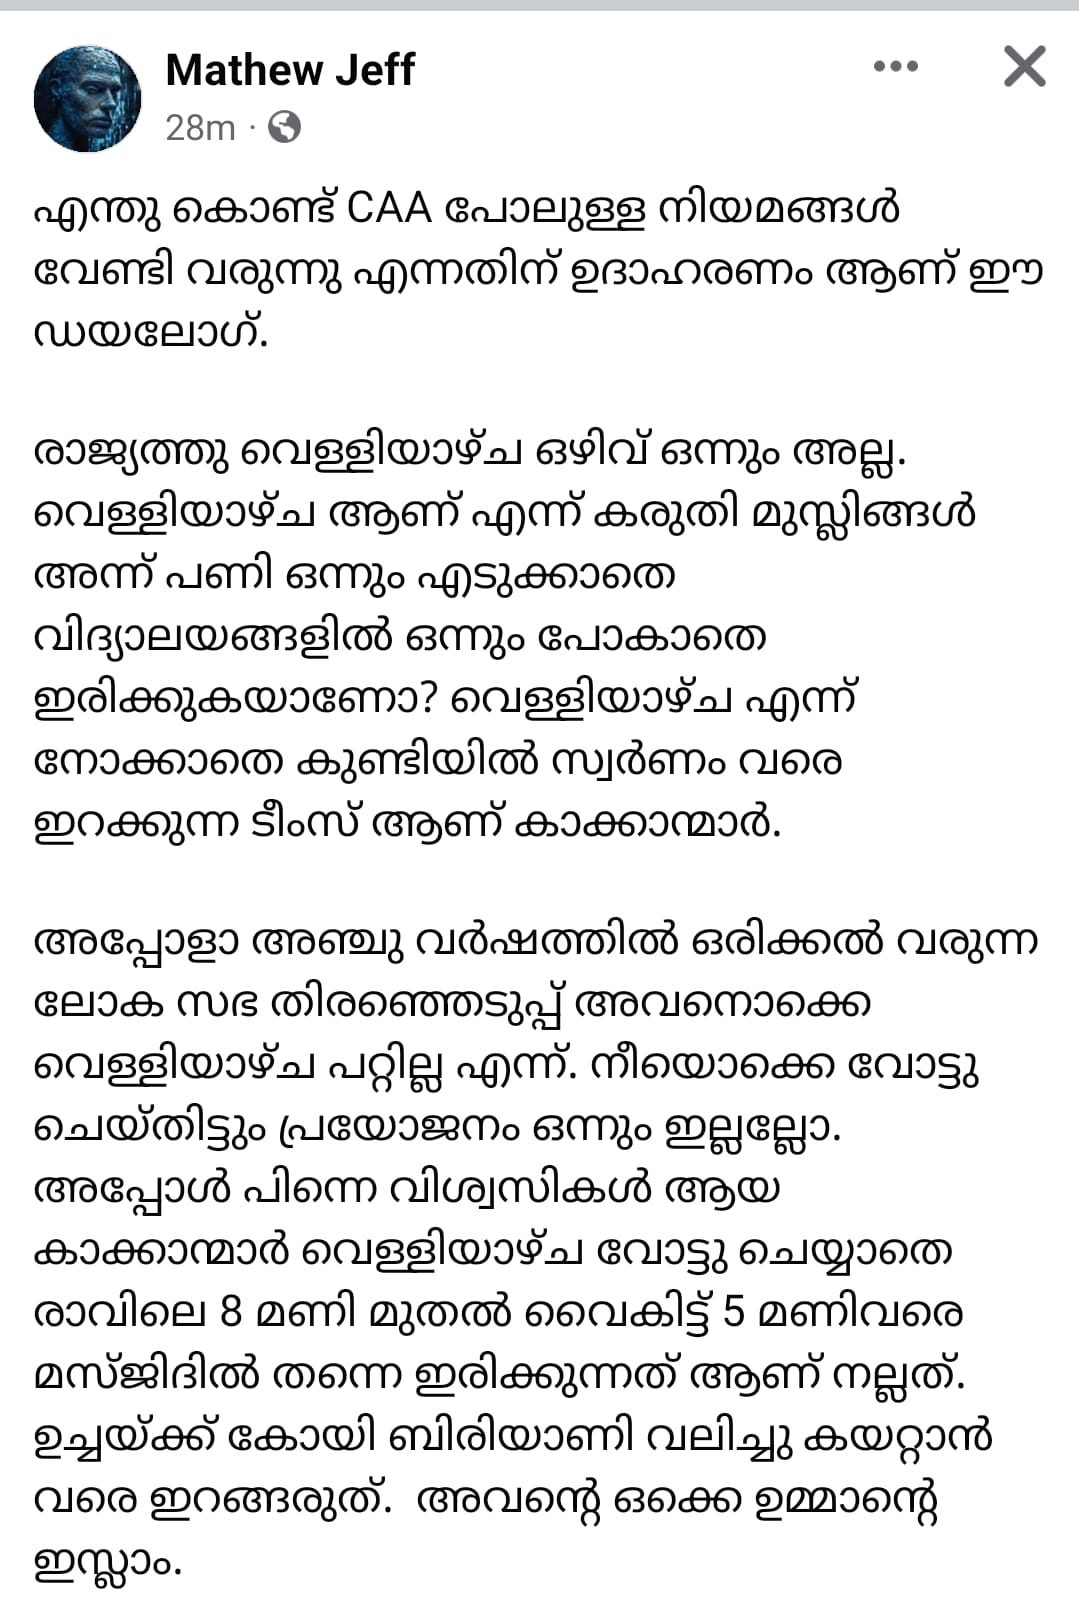 Mathew Jeff
28m ·
എന്തു കൊണ്ട് CAA പോലുള്ള നിയമങ്ങൾ
വേണ്ടി വരുന്നു എന്നതിന് ഉദാഹരണം ആണ് ഈ
ഡയലോഗ്.
രാജ്യത്തു വെള്ളിയാഴ്ച ഒഴിവ് ഒന്നും അല്ല.
വെള്ളിയാഴ്ച ആണ് എന്ന് കരുതി മുസ്ലിങ്ങൾ
അന്ന് പണി ഒന്നും എടുക്കാതെ
വിദ്യാലയങ്ങളിൽ ഒന്നും പോകാതെ
ഇരിക്കുകയാണോ? വെള്ളിയാഴ്ച എന്ന്
നോക്കാതെ കുണ്ടിയിൽ സ്വർണം വരെ
ഇറക്കുന്ന ടീംസ് ആണ് കാക്കാന്മാർ.
അപ്പോളാ അഞ്ചു വർഷത്തിൽ ഒരിക്കൽ വരുന്ന
ലോക സഭ തിരഞ്ഞെടുപ്പ് അവനൊക്കെ
വെള്ളിയാഴ്ച പറ്റില്ല എന്ന്. നീയൊക്കെ വോട്ടു
ചെയ്തിട്ടും പ്രയോജനം ഒന്നും ഇല്ലല്ലോ.
അപ്പോൾ പിന്നെ വിശ്വസികൾ ആയ
കാക്കാന്മാർ വെള്ളിയാഴ്ച വോട്ടു ചെയ്യാതെ
രാവിലെ 8 മണി മുതൽ വൈകിട്ട് 5 മണിവരെ
മസ്ജിദിൽ തന്നെ ഇരിക്കുന്നത് ആണ് നല്ലത്.
ഉച്ചയ്ക്ക് കോയി ബിരിയാണി വലിച്ചു കയറ്റാൻ
വരെ ഇറങ്ങരുത്. അവന്റെ ഒക്കെ ഉമ്മാന്റെ
ഇസ്ലാം.